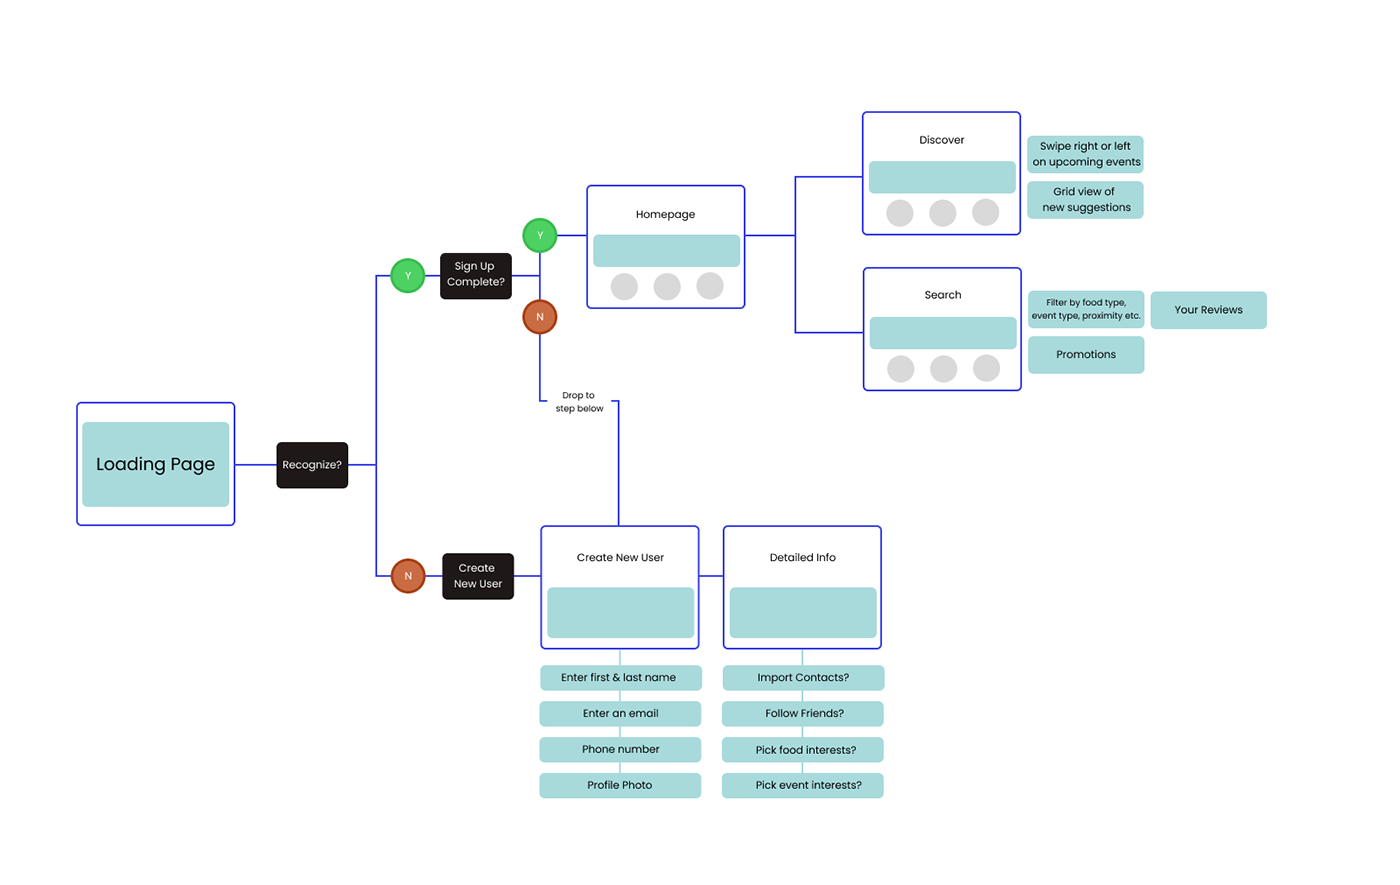 Discover
Swipe right or left
on upcoming events
Grid view of
new suggestions
Homepage
Y
Sign Up
Complete?
Y
N
Search
Filter by food type,
event type, proximity etc.
Your Reviews
Promotions
Drop to
step below
Loading Page
Recognize?
N
Create
New User
Create New User
Detailed Info
Enter first & last name
Enter an email
Phone number
Profile Photo
Import Contacts?
Follow Friends?
Pick food interests?
Pick event interests?